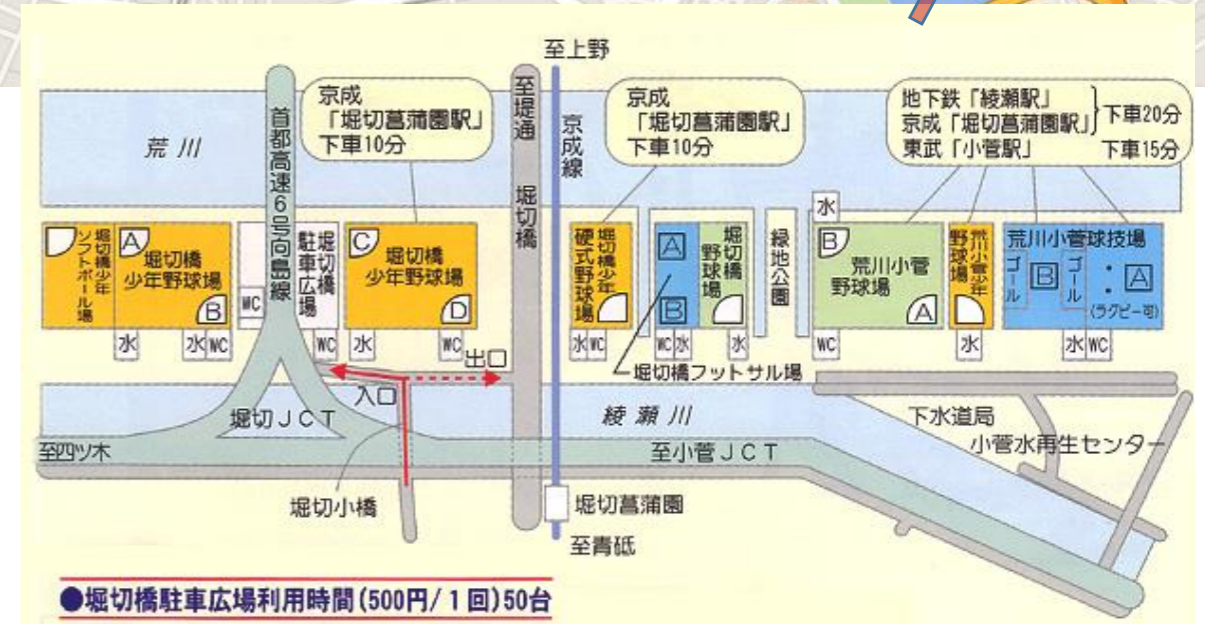 至上野
京成
「堀切菖蒲園駅」
下車10分
至堤通
堀切橋
京成線
京成
「堀切菖蒲園駅」
下車10分
地下鉄「綾瀬駅」
京成「堀切菖蒲園駅」
下車20分
東武「小菅駅」 下車15分
荒川
首都高速6号向島線
水
堀切橋少年
ソフトボール場
A
堀切橋
少年野球場
B
WC
堀切橋
駐車広場
C
堀切橋
少年野球場
D
堀切橋少年
硬式野球場
A
B
堀切橋
野球場
緑地公園
B
荒川小菅
野球場
A
荒川小菅少年
野球場
荒川小菅球技場
ゴール
B
ゴール
A
(ラグビー可)
水
水
WC
WC
水
WC
水
WC
WC
水
水
WC
水
水
WC
出口
堀切橋フットサル場
入口
堀切JCT
綾瀬川
下水道局
小菅水再生センター
至四ツ木
至小菅JCT
堀切小橋
堀切菖蒲園
至青砥
●堀切橋駐車広場利用時間(500円/1回)50台